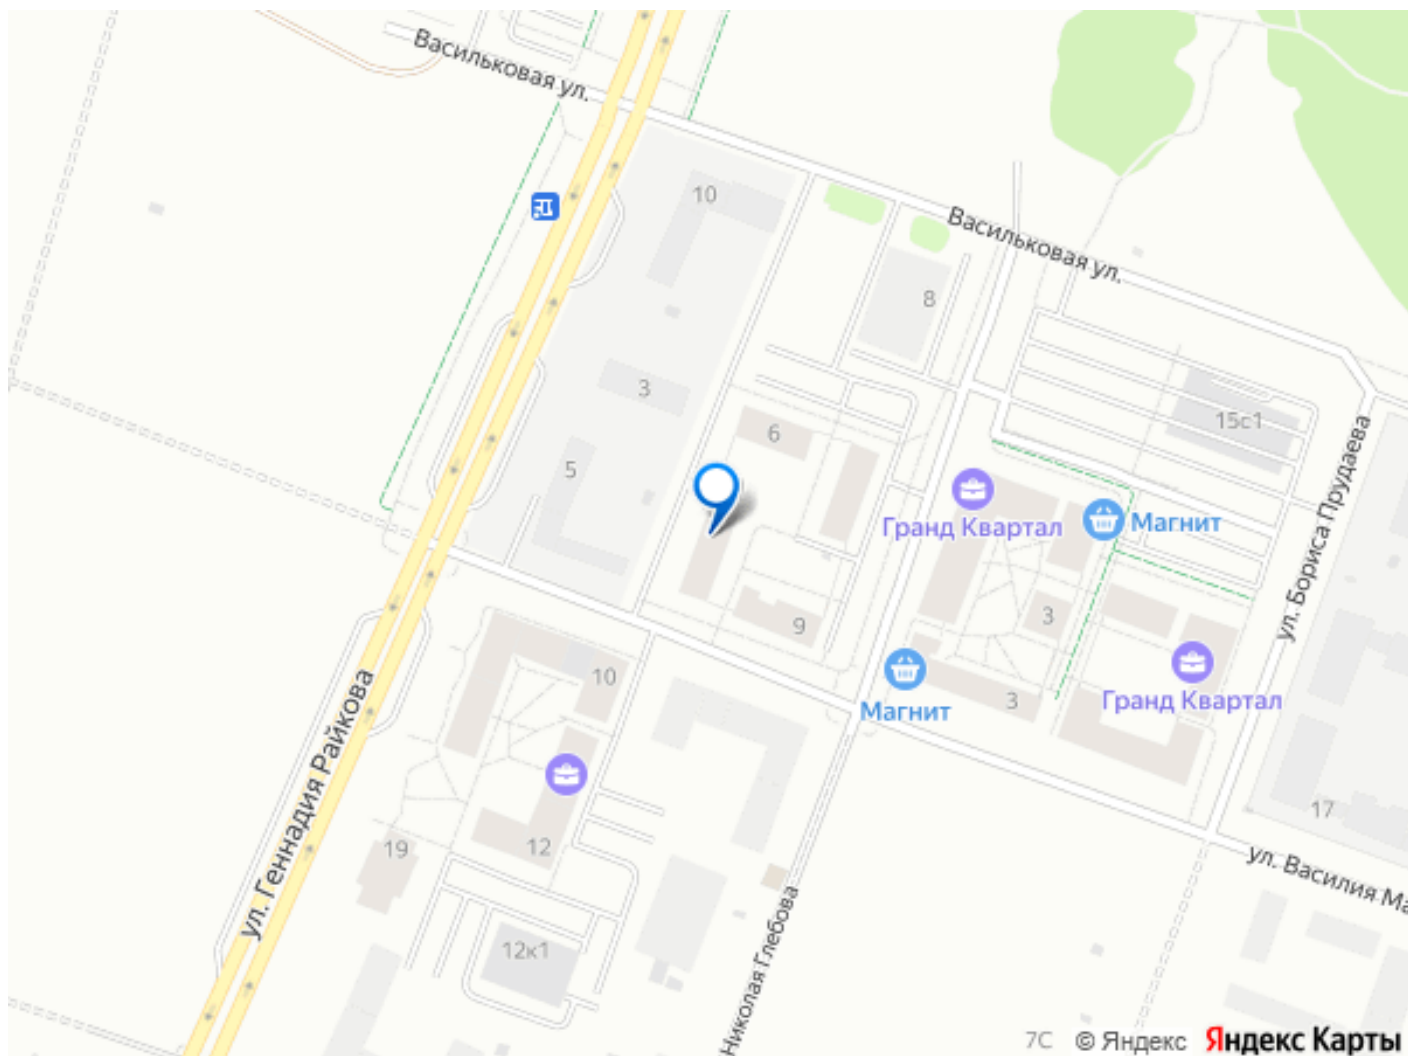 Васильковая ул.
10
Васильковая ул.
8
3
15с1
6
5
Гранд Квартал
Магнит
ул. Бориса Прудаева
3
9
10
Магнит
3
Гранд Квартал
ул. Геннадия Райкова
17
19
12
ул. Василия Ма
12к1
Николая Глебова
7С © Яндекс Яндекс Карты